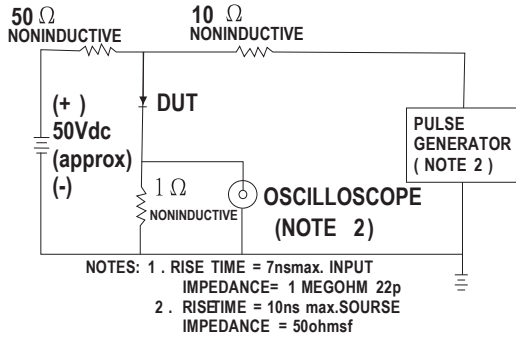 50 Ω
NONINDUCTIVE
10 Ω
NONINDUCTIVE
(+ )
50Vdc
(approx)
(-)
DUT
PULSE
GENERATOR
( NOTE 2 )
1 Ω
NONINDUCTIVE
OSCILLOSCOPE
(NOTE 2)
NOTES: 1 . RISE TIME = 7nsmax. INPUT
IMPEDANCE= 1 MEGOHM 22p
2 . RISETIME = 10ns max.SOURSE
IMPEDANCE = 50ohmsf